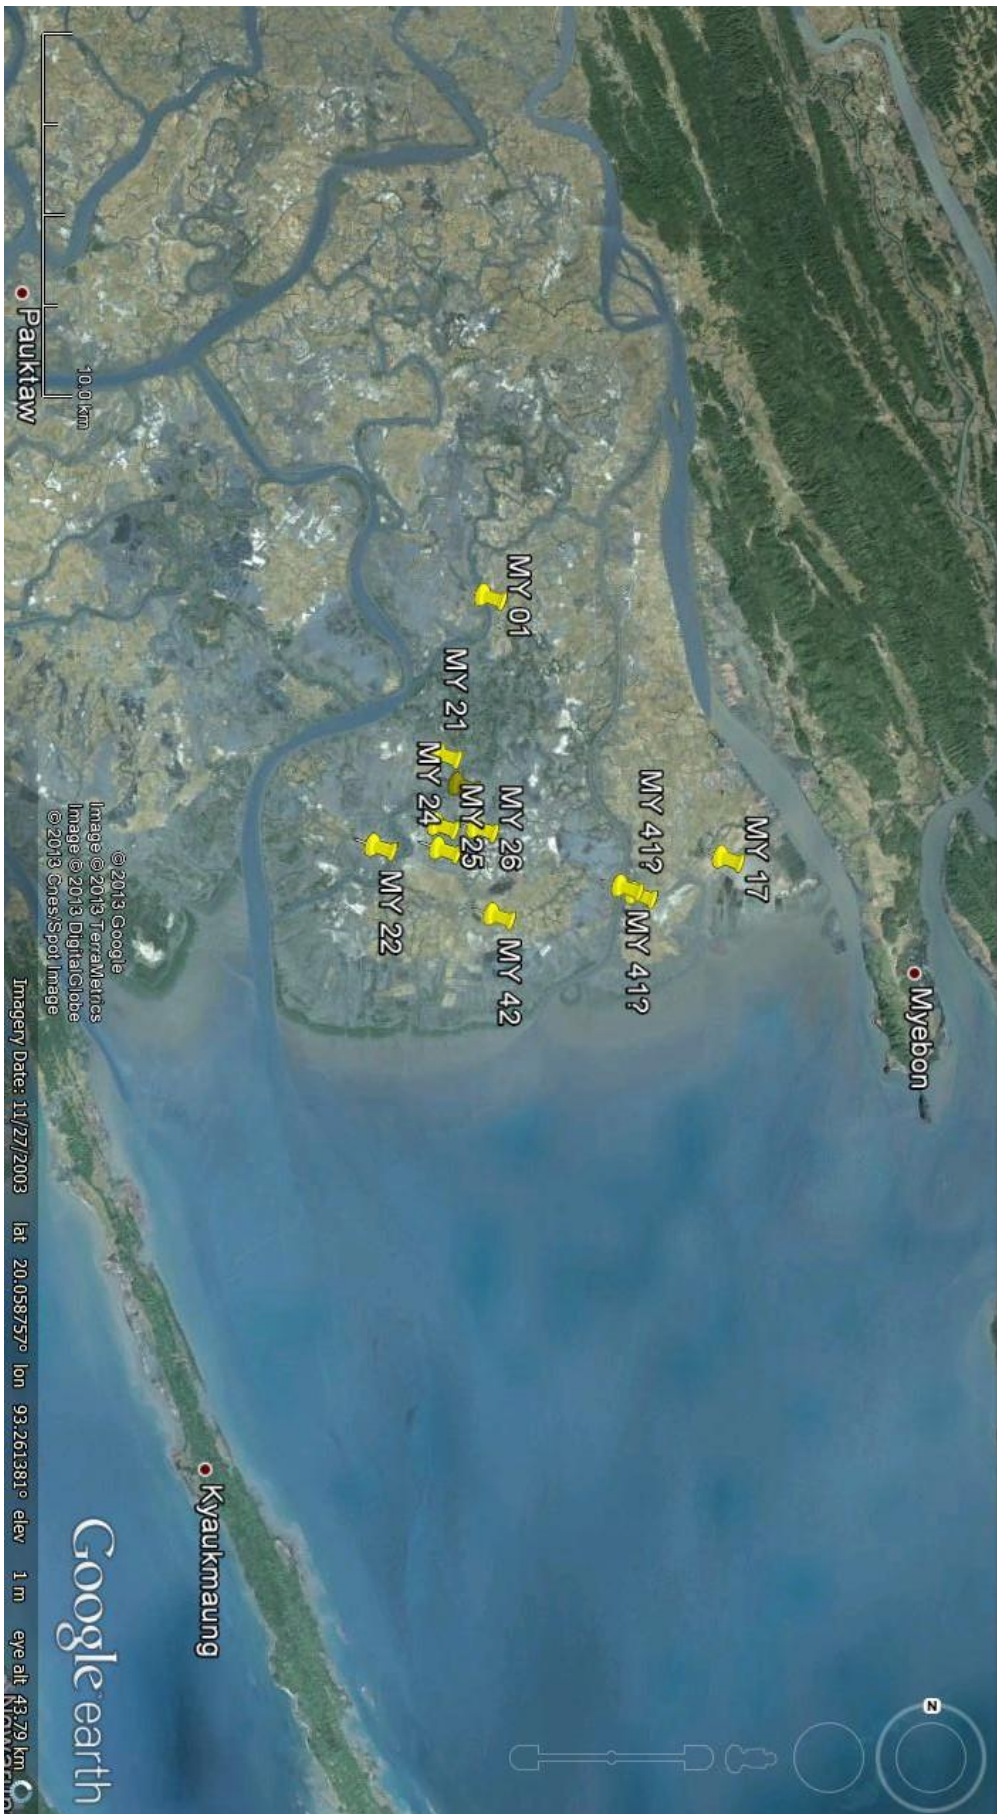 N
Myebon
MY 17
MY 41?
MY 41?
MY 01
MY 26
MY 42
MY 25
MY 21
MY 24
MY 22
Kyaukmaung
© 2013 Google
Image © 2013 TerraMetrics
Image © 2013 DigitalGlobe
© 2013 Cnes/Spot Image
Google earth
10.0 km
Pauktaw
Imagery Date: 11/27/2003 lat 20.058757° lon 93.261381° elev 1 m eye alt 43.79 km